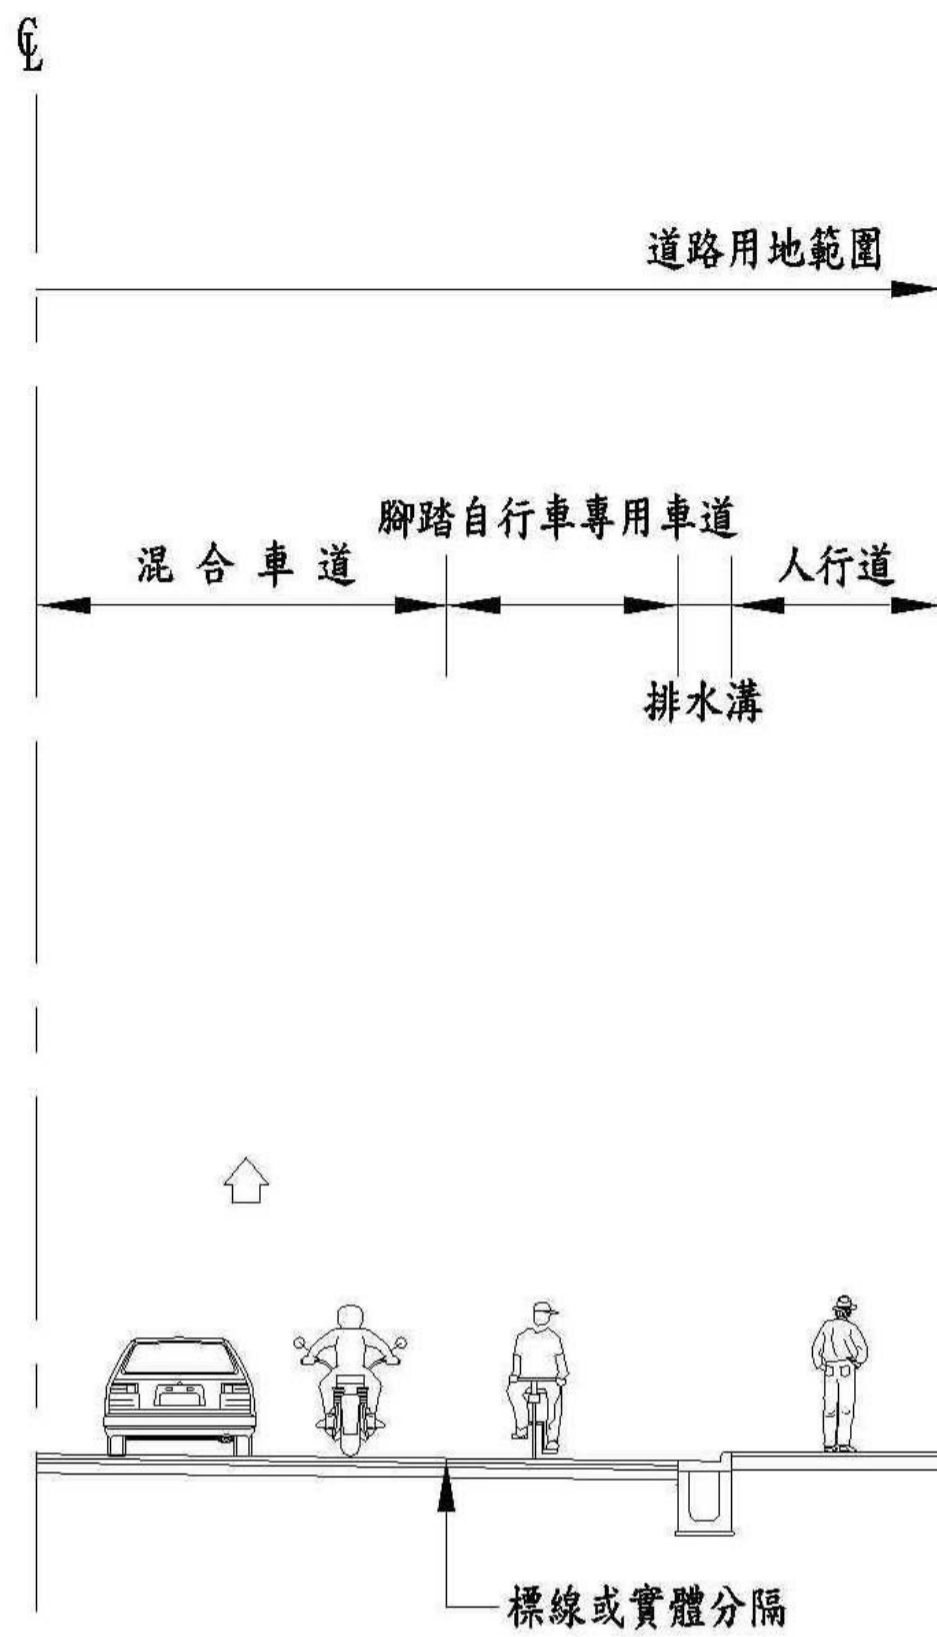 ℄
道路用地範圍
腳踏自行車專用車道
混合車道
人行道
排水溝
標線或實體分隔